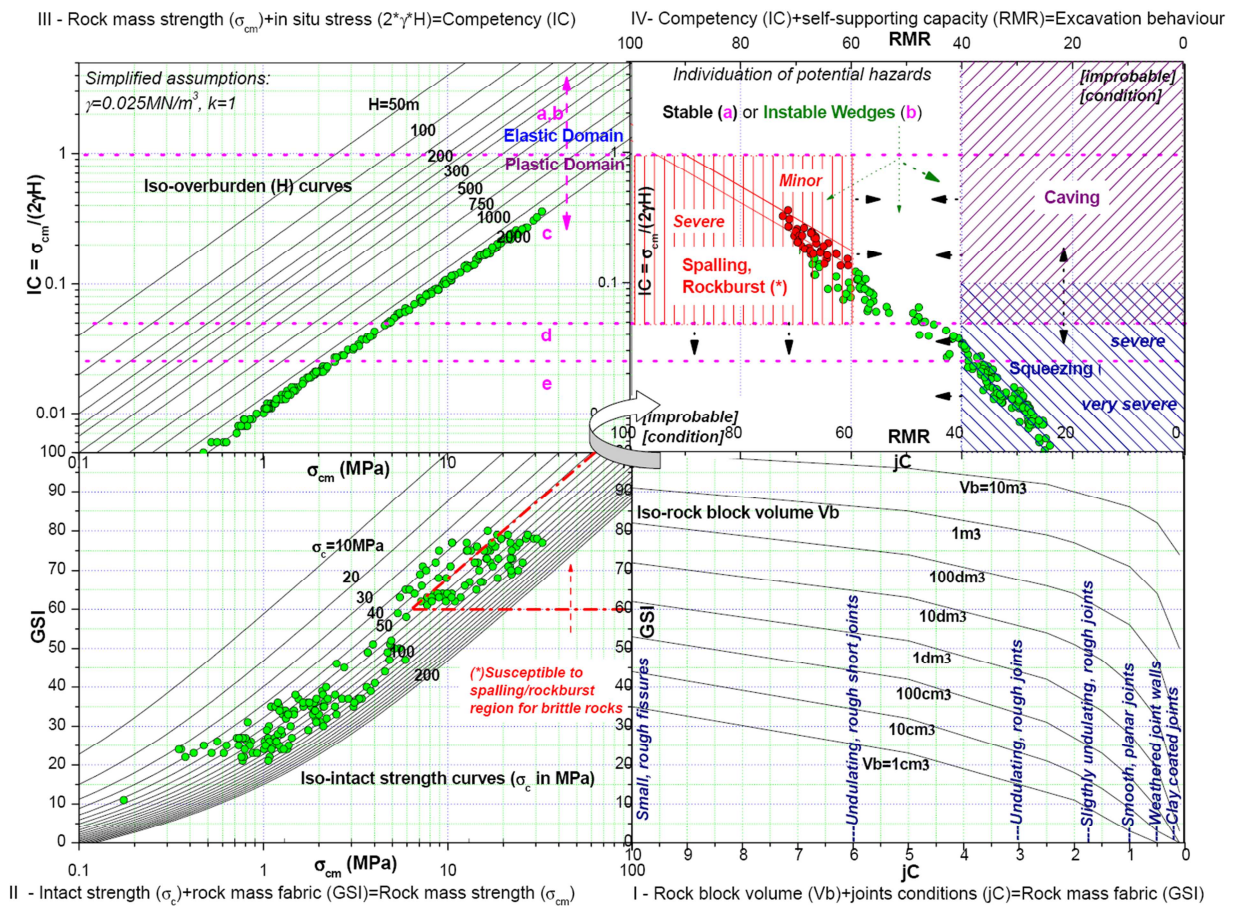 III - Rock mass strength (σcm)+in situ stress (2*γ*H)=Competency (IC)
IV- Competency (IC)+self-supporting capacity (RMR)=Excavation behaviour
RMR
100 80 60 40 20 0
Simplified assumptions:
γ=0.025MN/m³, k=1
H=50m
100
200
300
500
750
1000
2000
Iso-overburden (H) curves
a,b
Elastic Domain
Plastic Domain
c
d
e
IC = σcm/(2γH)
1
0.1
0.01
Individuation of potential hazards
Stable (a) or Instable Wedges (b)
[improbable]
[condition]
Minor
Severe
Spalling,
Rockburst (*)
Caving
severe
Squeezing
very severe
IC = σcm/(2γH)
1
0.1
[improbable]
[condition]
100 80 60 40 20 0
RMR
jC
0.1 1 10
σcm (MPa)
100
90
80
70
60
50
40
30
20
10
0
GSI
σc=10MPa
20
30
40
50
100
200
(*)Susceptible to
spalling/rockburst
region for brittle rocks
Iso-intact strength curves (σc in MPa)
0.1 1 10 100
σcm (MPa)
90
80
70
60
50
40
30
20
10
0
GSI
Iso-rock block volume Vb
Vb=10m3
1m3
100dm3
10dm3
1dm3
100cm3
10cm3
Vb=1cm3
Small, rough fissures
----Undulating, rough short joints
----Undulating, rough joints
----Sligthly undulating, rough joints
----Smooth, planar joints
----Weathered joint walls
----Clay coated joints
9 8 7 6 5 4 3 2 1 0
jC
II - Intact strength (σc)+rock mass fabric (GSI)=Rock mass strength (σcm)
I - Rock block volume (Vb)+joints conditions (jC)=Rock mass fabric (GSI)